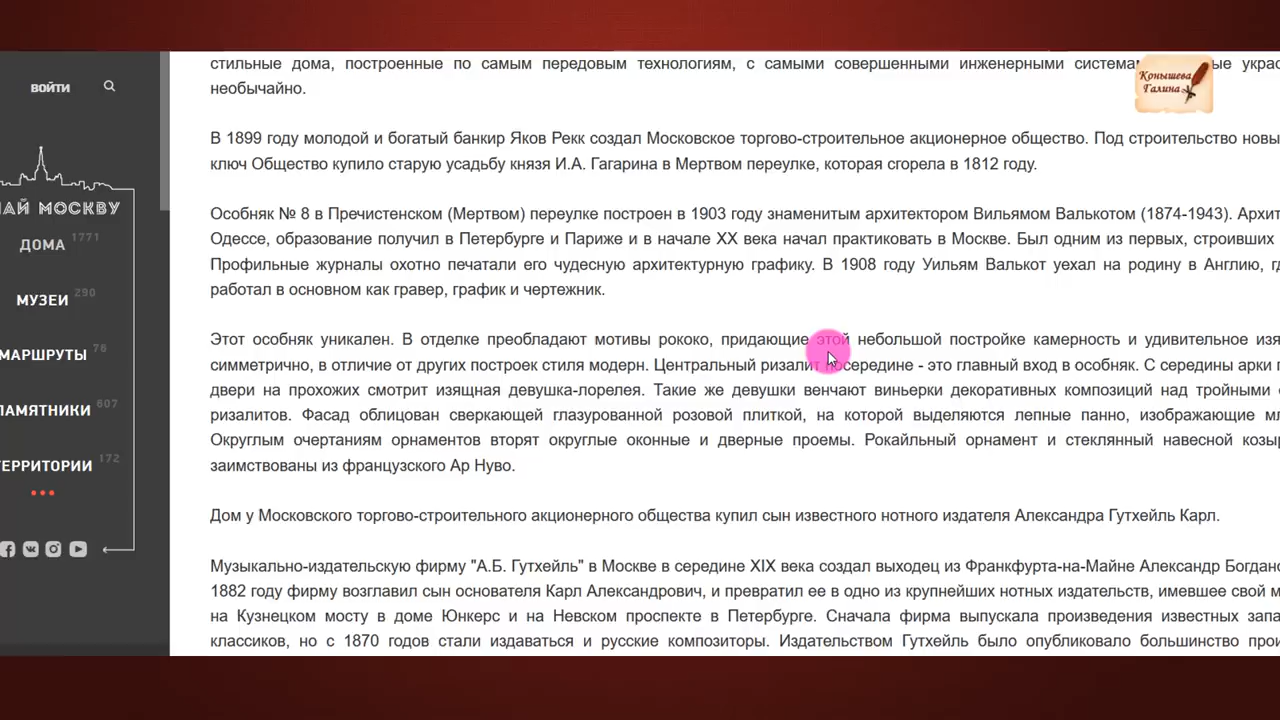 стильные дома, построенные по самым передовым технологиям, с самыми совершенными инженерными
необычайно.
В 1899 году молодой и богатый банкир Яков Рекк создал Московское торгово-строительное акционерное общество. Под строительство
ключ Общество купило старую усадьбу князя И.А. Гагарина в Мертвом переулке, которая сгорела в 1812 году.
Особняк № 8 в Пречистенском (Мертвом) переулке построен в 1903 году знаменитым архитектором Вильямом Валькотом (1874-1943).
Одессе, образование получил в Петербурге и Париже и в начале XX века начал практиковать в Москве. Был одним из первых, строивших
Профильные журналы охотно печатали его чудесную архитектурную графику. В 1908 году Уильям Валькот уехал на родину в Англию,
работал в основном как гравер, график и чертежник.
Этот особняк уникален. В отделке преобладают мотивы рококо, придающие этой небольшой постройке камерность и удивительное
симметрично, в отличие от других построек стиля модерн. Центральный ризалит посередине - это главный вход в особняк. С середины арки
двери на прохожих смотрит изящная девушка-лорелея. Такие же девушки венчают виньерки декоративных композиций над тройными
ризалитов. Фасад облицован сверкающей глазурованной розовой плиткой, на которой выделяются лепные панно, изображающие
Округлым очертаниям орнаментов вторят округлые оконные и дверные проемы. Рокайльный орнамент и стеклянный навесной
заимствованы из французского Ар Нуво.
Дом у Московского торгово-строительного акционерного общества купил сын известного нотного издателя Александра Гутхейль Карл.
Музыкально-издательскую фирму "А.Б. Гутхейль" в Москве в середине XIX века создал выходец из Франкфурта-на-Майне Александр
1882 году фирму возглавил сын основателя Карл Александрович, и превратил ее в одно из крупнейших нотных издательств, имевшее свой
на Кузнецком мосту в доме Юнкерс и на Невском проспекте в Петербурге. Сначала фирма выпускала произведения известных
классиков, но с 1870 годов стали издаваться и русские композиторы. Издательством Гутхейль было опубликовано большинство
ВОЙТИ
МОСКВУ
ДОМА 1771
МУЗЕИ 290
МАРШРУТЫ 76
ПАМЯТНИКИ 607
ТЕРРИТОРИИ 172
Конышева
Галина